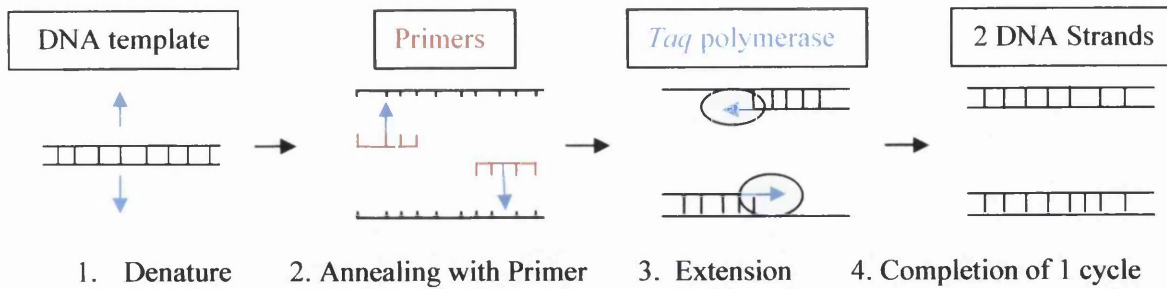 DNA template
Primers
Taq polymerase
2 DNA Strands
1. Denature
2. Annealing with Primer
3. Extension
4. Completion of 1 cycle